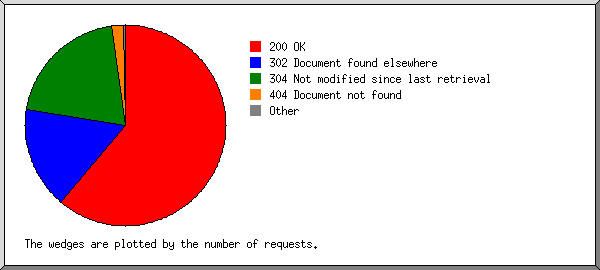 200 OK
302 Document found elsewhere
304 Not modified since last retrieval
404 Document not found
Other
The wedges are plotted by the number of requests.